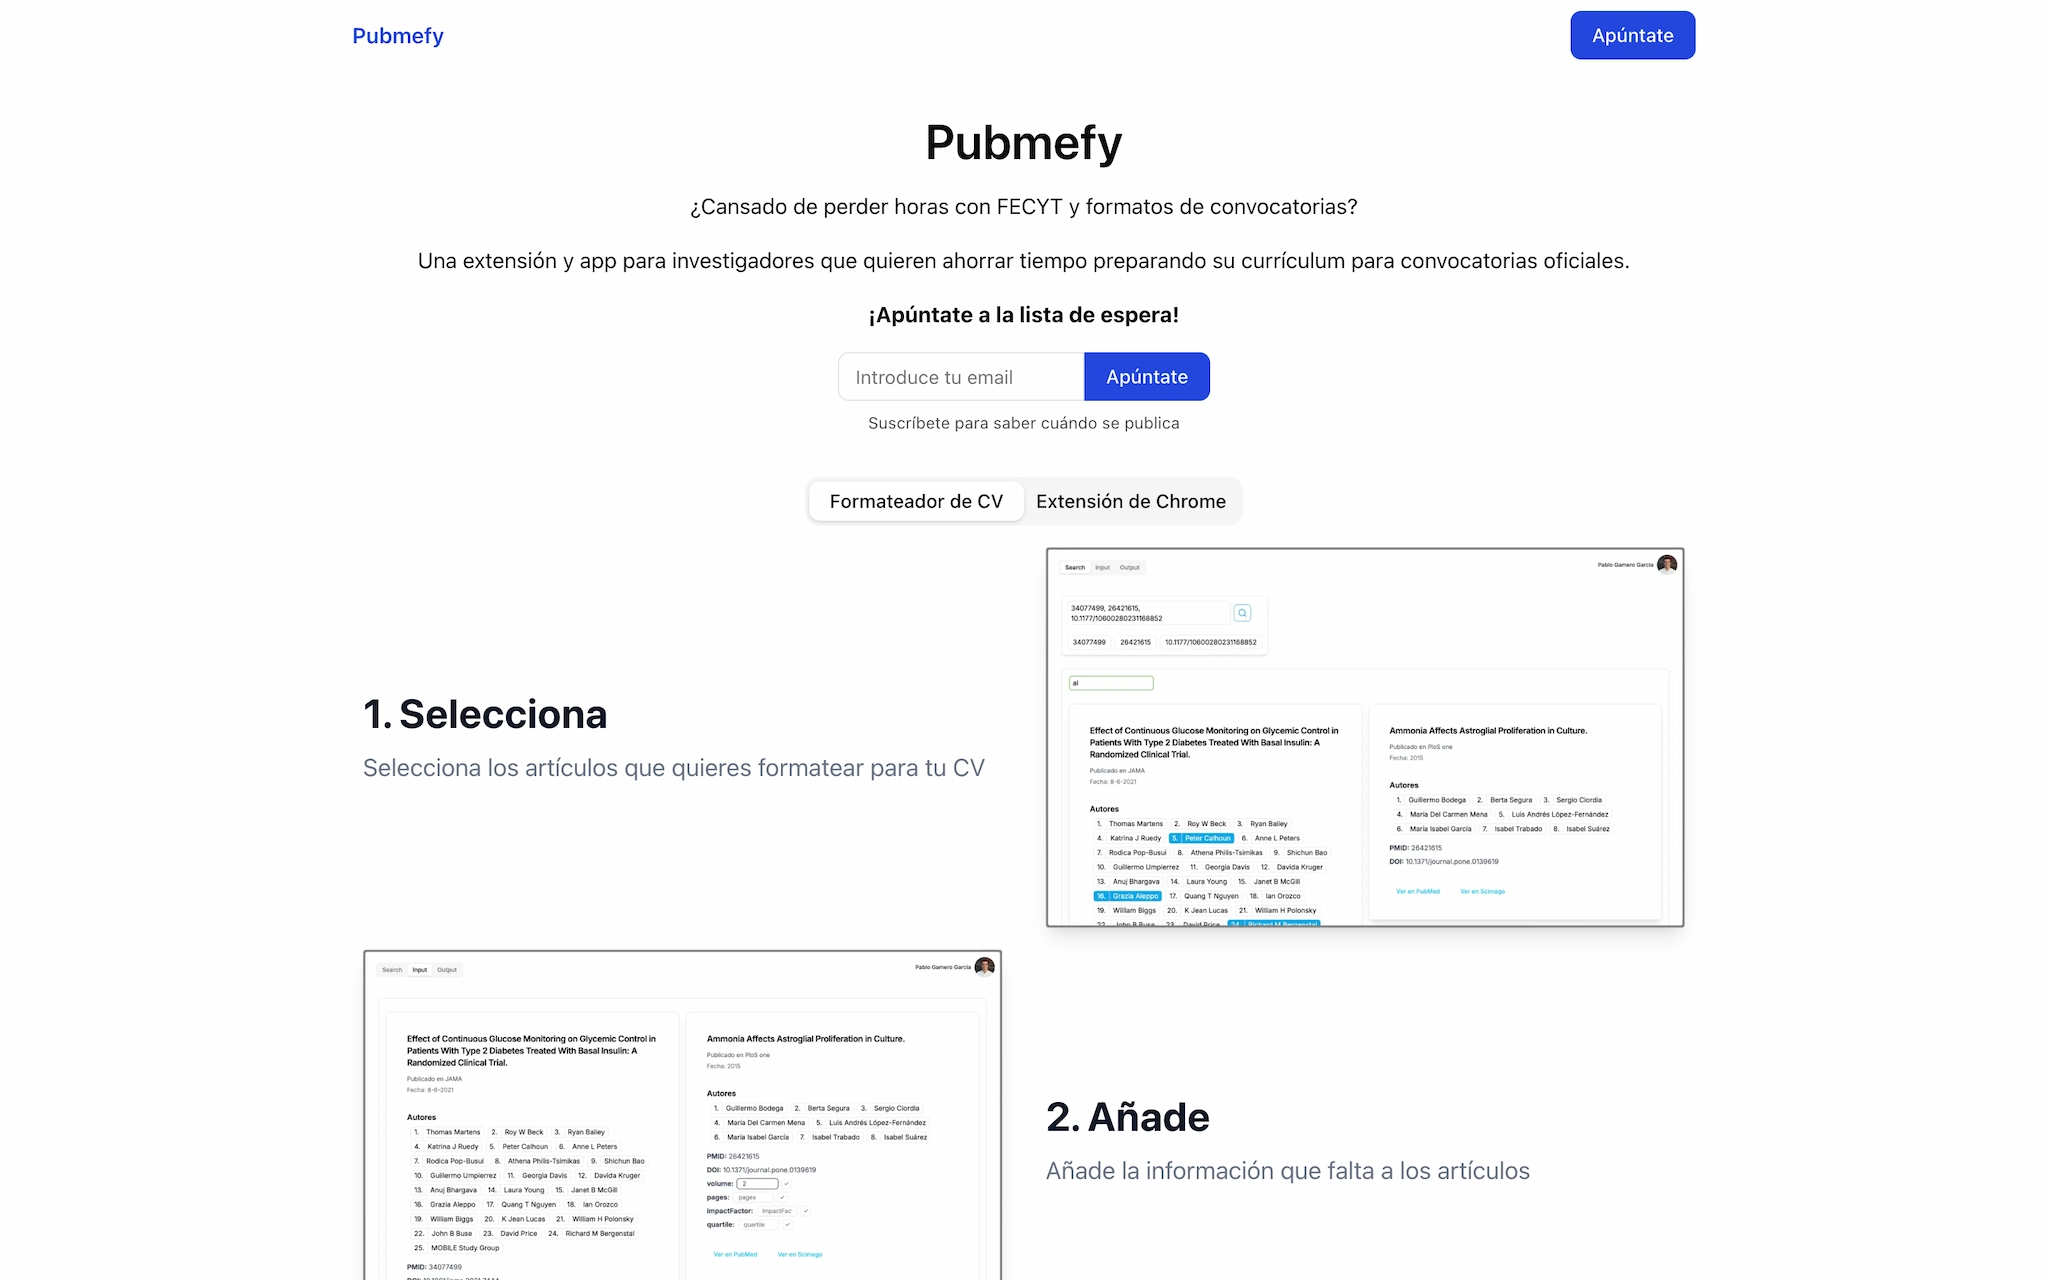 Pubmefy
Apúntate
Pubmefy
¿Cansado de perder horas con FECYT y formatos de convocatorias?
Una extensión y app para investigadores que quieren ahorrar tiempo preparando su currículum para convocatorias oficiales.
¡Apúntate a la lista de espera!
Introduce tu email
Apúntate
Suscríbete para saber cuándo se publica
Formateador de CV
Extensión de Chrome
1. Selecciona
Selecciona los artículos que quieres formatear para tu CV
Search Input Output
Pablo Gamero Garcia
34077499, 26421615,
10.1177/10600280231168852
34077499 26421615 10.1177/10600280231168852
al
Effect of Continuous Glucose Monitoring on Glycemic Control in
Patients With Type 2 Diabetes Treated With Basal Insulin: A
Randomized Clinical Trial.
Publicado en JAMA
Fecha: 8-6-2021
Autores
1. Thomas Martens 2. Roy W Beck 3. Ryan Bailey
4. Katrina J Ruedy 5. Peter Calhoun 6. Anne L Peters
7. Rodica Pop-Busui 8. Athena Philis-Tsimikas 9. Shichun Bao
10. Guillermo Umpierrez 11. Georgia Davis 12. Davida Kruger
13. Anuj Bhargava 14. Laura Young 15. Janet B McGill
16. Grazia Aleppo 17. Quang T Nguyen 18. Ian Orozco
19. William Biggs 20. K Jean Lucas 21. William H Polonsky
22. John B Buse 23. David Price 24. Richard M Bergenstal
Ammonia Affects Astroglial Proliferation in Culture.
Publicado en PloS one
Fecha: 2015
Autores
1. Guillermo Bodega 2. Berta Segura 3. Sergio Ciordia
4. María Del Carmen Mena 5. Luis Andrés López-Fernández
6. María Isabel García 7. Isabel Trabado 8. Isabel Suárez
PMID: 26421615
DOI: 10.1371/journal.pone.0139619
Ver en PubMed Ver en Scimago
Search Input Output
Pablo Gamero Garcia
Effect of Continuous Glucose Monitoring on Glycemic Control in
Patients With Type 2 Diabetes Treated With Basal Insulin: A
Randomized Clinical Trial.
Publicado en JAMA
Fecha: 8-6-2021
Autores
1. Thomas Martens 2. Roy W Beck 3. Ryan Bailey
4. Katrina J Ruedy 5. Peter Calhoun 6. Anne L Peters
7. Rodica Pop-Busui 8. Athena Philis-Tsimikas 9. Shichun Bao
10. Guillermo Umpierrez 11. Georgia Davis 12. Davida Kruger
13. Anuj Bhargava 14. Laura Young 15. Janet B McGill
16. Grazia Aleppo 17. Quang T Nguyen 18. Ian Orozco
19. William Biggs 20. K Jean Lucas 21. William H Polonsky
22. John B Buse 23. David Price 24. Richard M Bergenstal
25. MOBILE Study Group
PMID: 34077499
Ammonia Affects Astroglial Proliferation in Culture.
Publicado en PloS one
Fecha: 2015
Autores
1. Guillermo Bodega 2. Berta Segura 3. Sergio Ciordia
4. María Del Carmen Mena 5. Luis Andrés López-Fernández
6. María Isabel García 7. Isabel Trabado 8. Isabel Suárez
PMID: 26421615
DOI: 10.1371/journal.pone.0139619
volume: 2
pages: pages
impactFactor: impactFac
quartile: quartile
Ver en PubMed Ver en Scimago
2. Añade
Añade la información que falta a los artículos